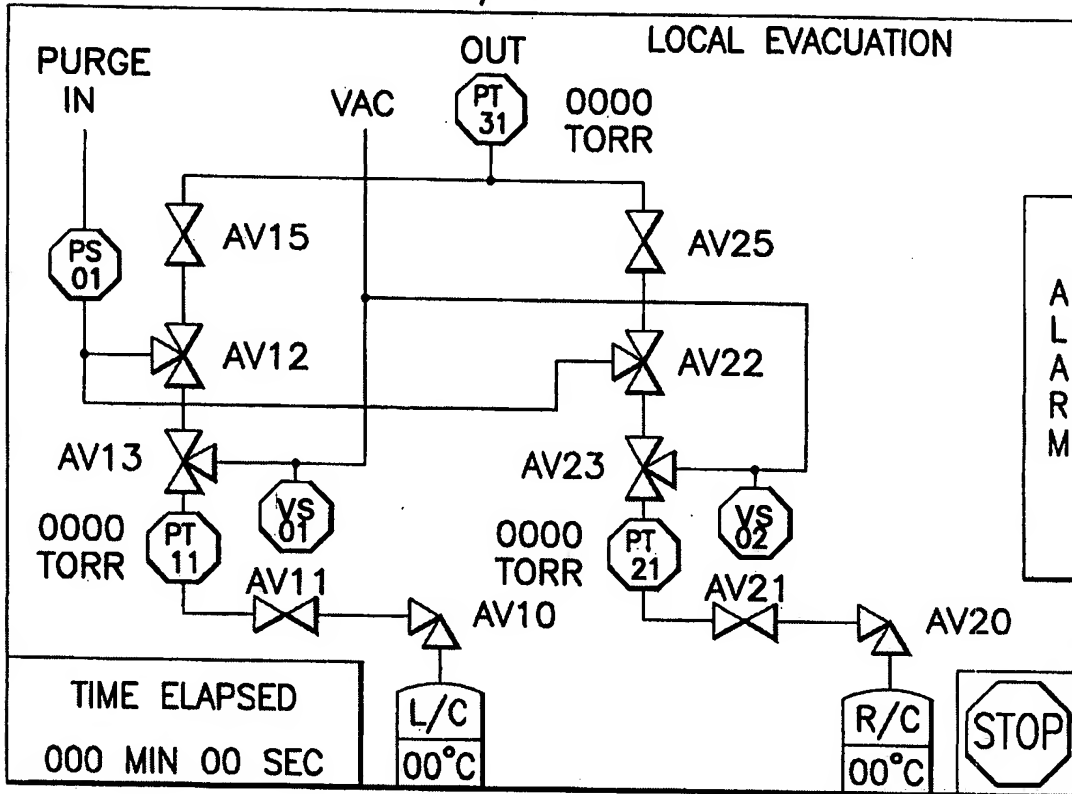 LOCAL EVACUATION
PURGE
IN
VAC
OUT
PT
31
0000
TORR
PS
01
AV15
AV25
AV12
AV22
AV13
AV23
VS
01
VS
02
0000
TORR
PT
11
0000
TORR
PT
21
AV11
AV10
AV21
AV20
A
L
A
R
M
TIME ELAPSED
000 MIN 00 SEC
L/C
00°C
R/C
00°C
STOP